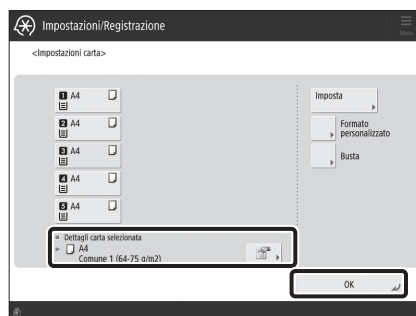 Impostazioni/Registrazione
Menu
<Impostazioni carta>
1 A4
2 A4
3 A4
4 A4
5 A4
Imposta
Formato
personalizzato
Busta
Dettagli carta selezionata
A4
Comune 1 (64-75 g/m2)
OK